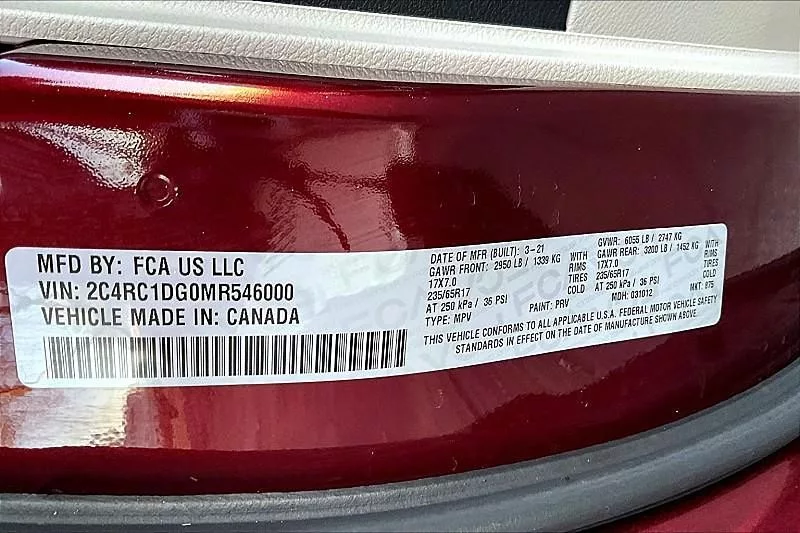 MFD BY: FCA US LLC
VIN: 2C4RC1DG0MR546000
VEHICLE MADE IN: CANADA
DATE OF MFR (BUILT): 3-21
GVWR: 6055 LB / 2747 KG
GAWR FRONT: 2950 LB / 1339 KG WITH
GAWR REAR: 3200 LB / 1452 KG WITH
17X7.0 RIMS
17X7.0 RIMS
235/65R17 TIRES
235/65R17 TIRES
AT 250 kPa / 36 PSI COLD
AT 250 kPa / 36 PSI COLD
TYPE: MPV
PAINT: PRV
MDH: 031012
MKT: 875
THIS VEHICLE CONFORMS TO ALL APPLICABLE U.S.A. FEDERAL MOTOR VEHICLE SAFETY
STANDARDS IN EFFECT ON THE DATE OF MANUFACTURE SHOWN ABOVE.